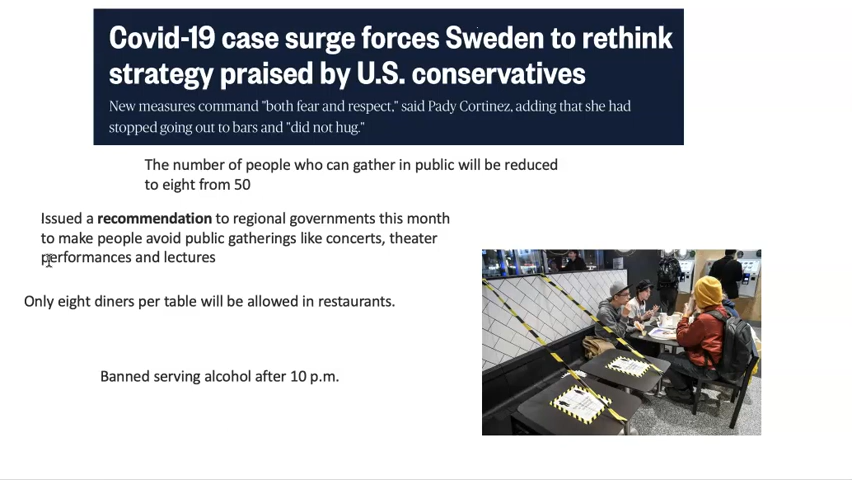 Covid-19 case surge forces Sweden to rethink
strategy praised by U.S. conservatives
New measures command "both fear and respect," said Pady Cortinez, adding that she had
stopped going out to bars and "did not hug."
The number of people who can gather in public will be reduced
to eight from 50
Issued a recommendation to regional governments this month
to make people avoid public gatherings like concerts, theater
performances and lectures
Only eight diners per table will be allowed in restaurants.
Banned serving alcohol after 10 p.m.